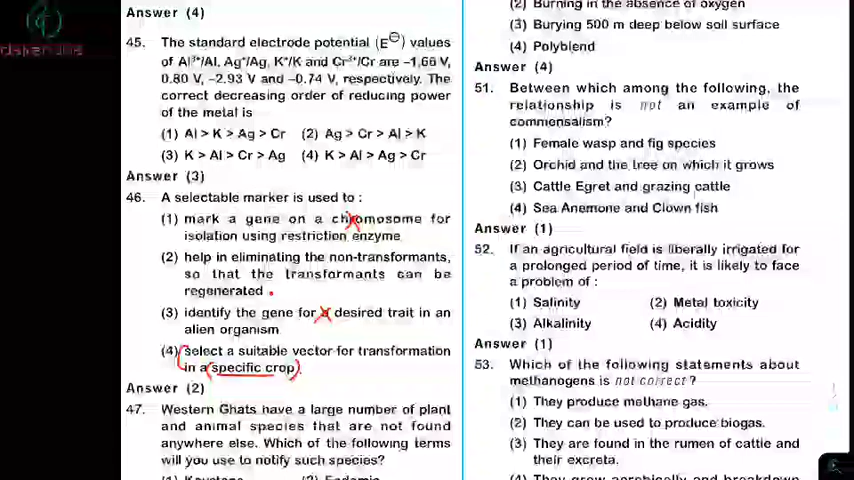 Answer (4)
45. The standard electrode potential (E⊖) values
of Al³⁺/Al, Ag⁺/Ag, K⁺/K and Cr³⁺/Cr are –1.66 V,
0.80 V, –2.93 V and –0.74 V, respectively. The
correct decreasing order of reducing power
of the metal is
(1) Al > K > Ag > Cr (2) Ag > Cr > Al > K
(3) K > Al > Cr > Ag (4) K > Al > Ag > Cr
Answer (3)
46. A selectable marker is used to :
(1) mark a gene on a chromosome for
isolation using restriction enzyme
(2) help in eliminating the non-transformants,
so that the transformants can be
regenerated
(3) identify the gene for a desired trait in an
alien organism
(4) select a suitable vector for transformation
in a specific crop
Answer (2)
47. Western Ghats have a large number of plant
and animal species that are not found
anywhere else. Which of the following terms
will you use to notify such species?
(1) Keystone (2) Endemic
(2) Burning in the absence of oxygen
(3) Burying 500 m deep below soil surface
(4) Polyblend
Answer (4)
51. Between which among the following, the
relationship is not an example of
commensalism?
(1) Female wasp and fig species
(2) Orchid and the tree on which it grows
(3) Cattle Egret and grazing cattle
(4) Sea Anemone and Clown fish
Answer (1)
52. If an agricultural field is liberally irrigated for
a prolonged period of time, it is likely to face
a problem of :
(1) Salinity (2) Metal toxicity
(3) Alkalinity (4) Acidity
Answer (1)
53. Which of the following statements about
methanogens is not correct?
(1) They produce methane gas.
(2) They can be used to produce biogas.
(3) They are found in the rumen of cattle and
their excreta.
(4) They grow aerobically and breakdown